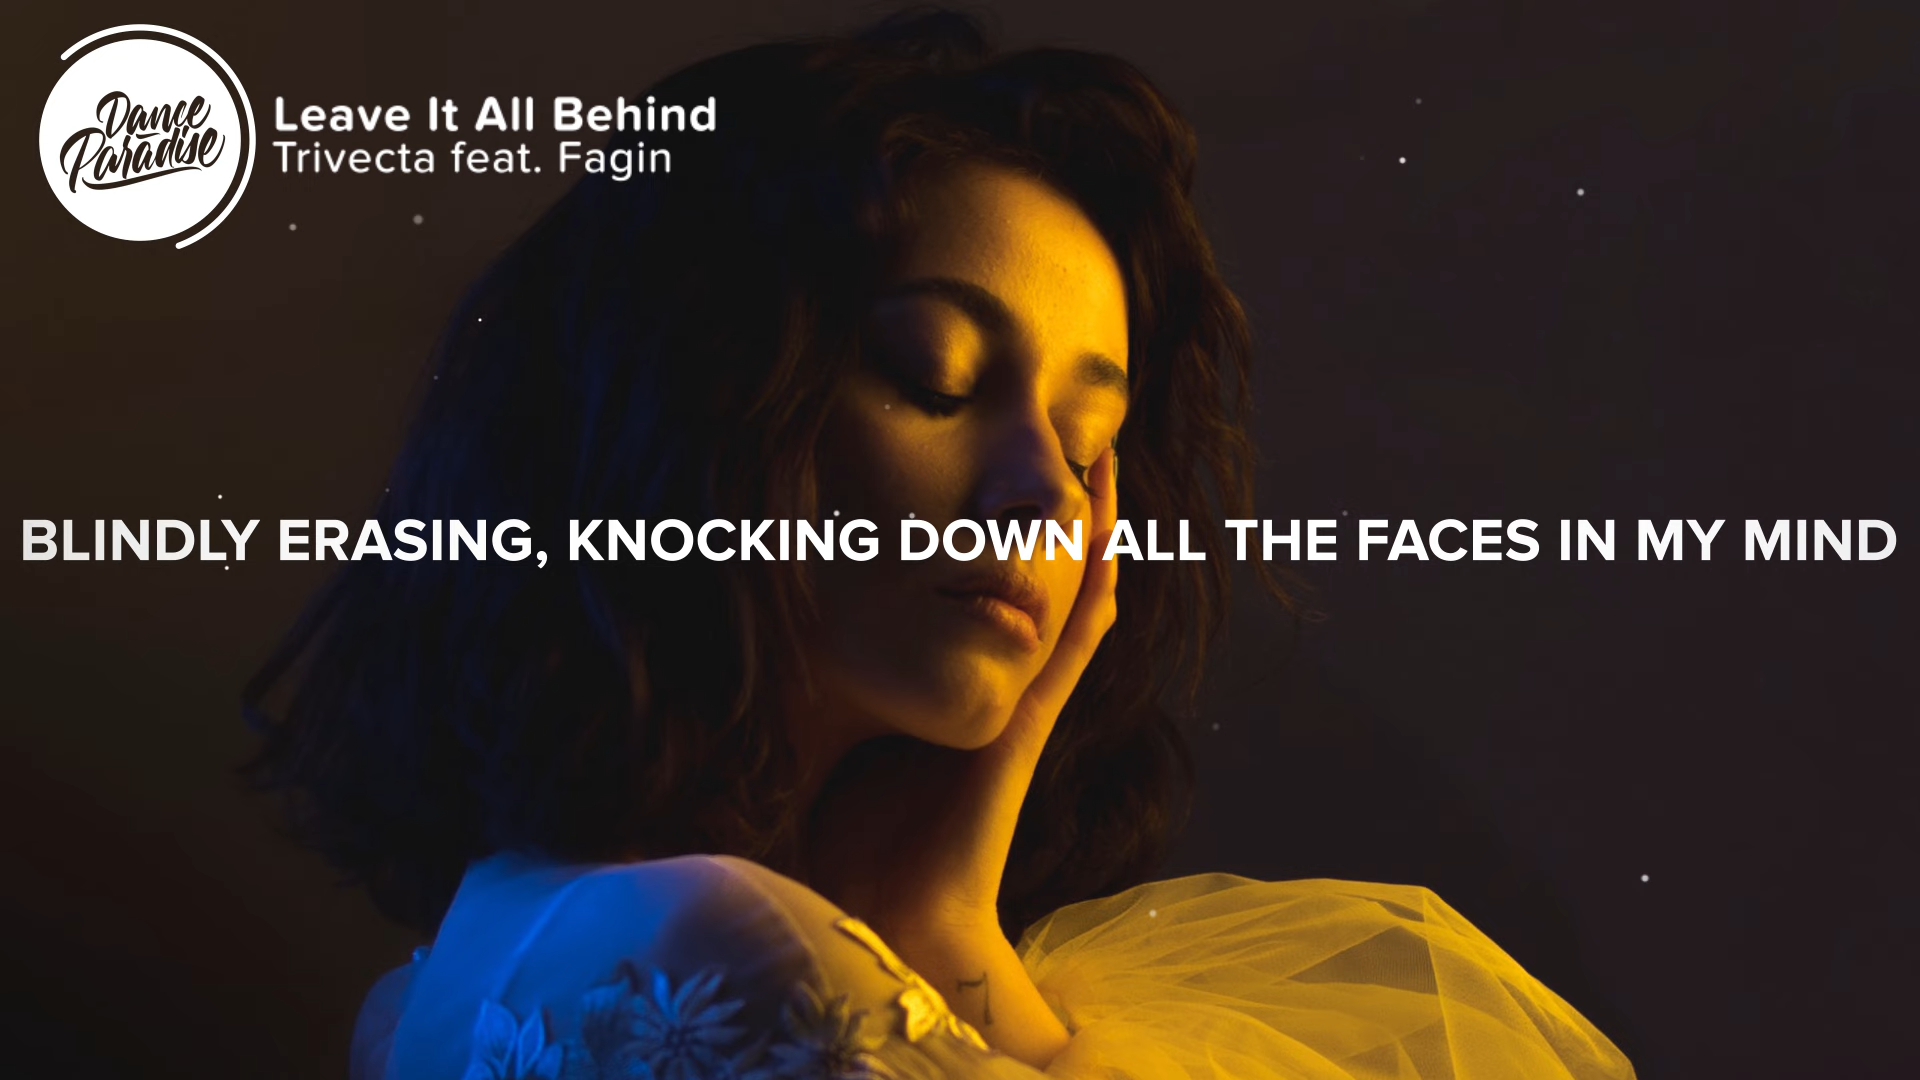 Dance
Paradise
Leave It All Behind
Trivecta feat. Fagin
BLINDLY ERASING, KNOCKING DOWN ALL THE FACES IN MY MIND
7